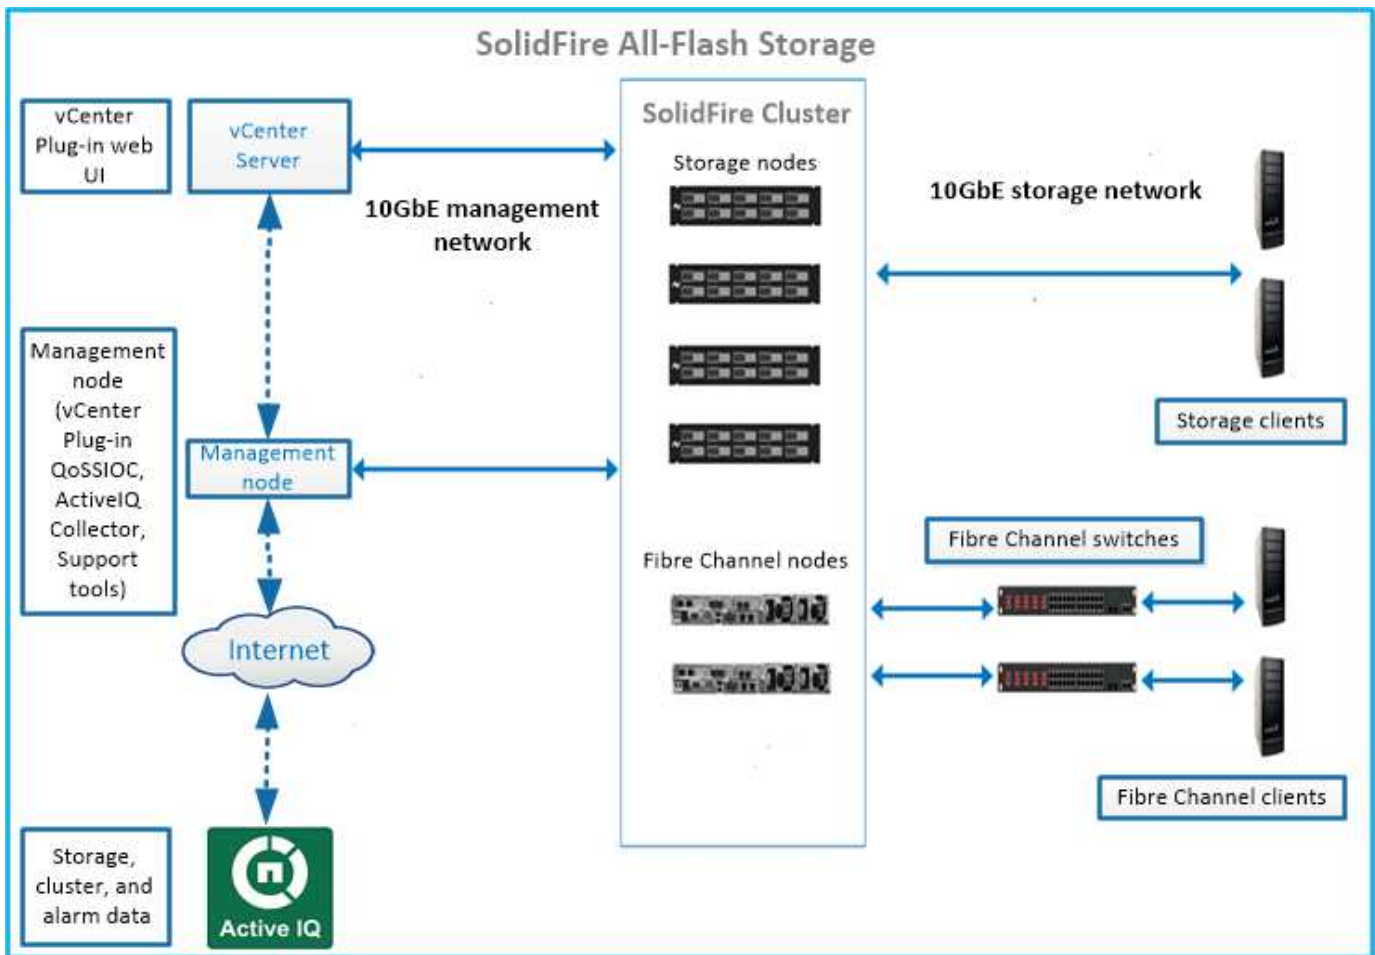 SolidFire All-Flash Storage
vCenter
Plug-in web
UI
vCenter
Server
10GbE management
network
SolidFire Cluster
Storage nodes
10GbE storage network
Storage clients
Management
node
(vCenter
Plug-in
QoSSIOC,
ActiveIQ
Collector,
Support
tools)
Management
node
Fibre Channel nodes
Fibre Channel switches
Fibre Channel clients
Internet
Storage,
cluster, and
alarm data
Active IQ